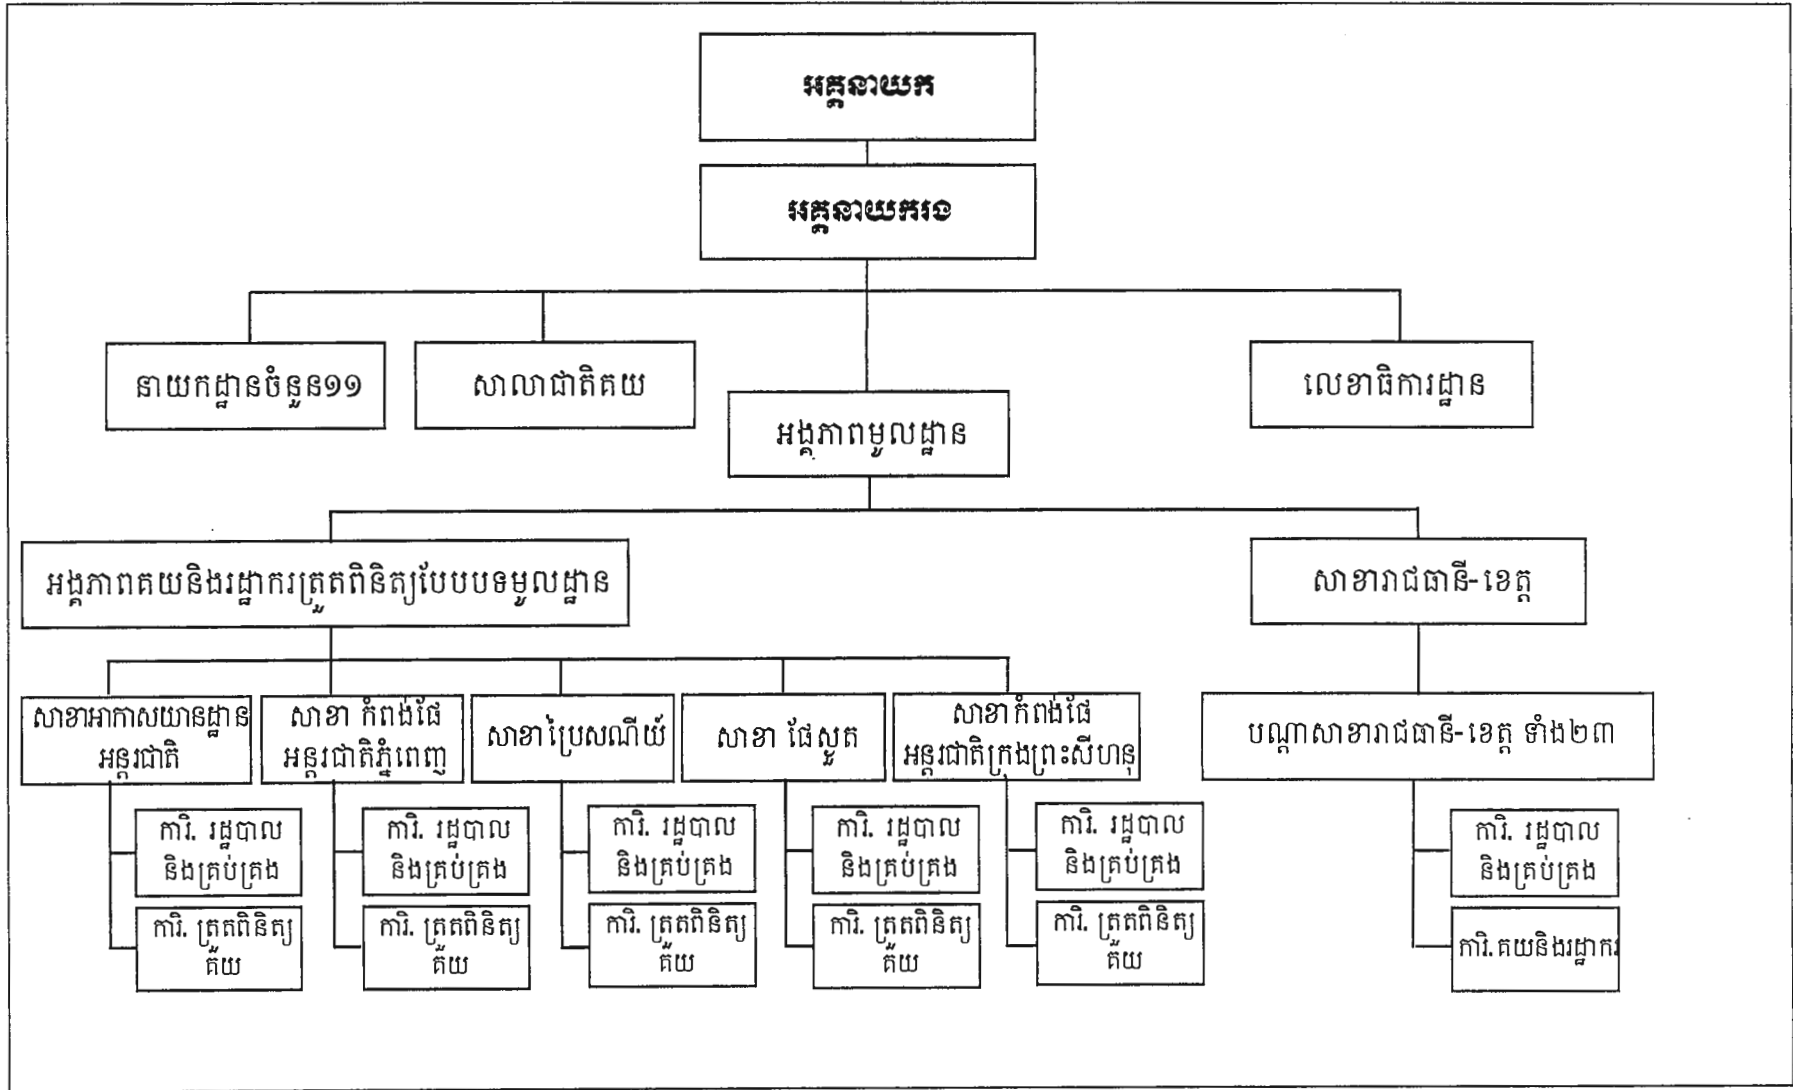 អគ្គនាយក
អគ្គនាយករង
នាយកដ្ឋានចំនួន១១
សាលាជាតិគយ
អង្គភាពមូលដ្ឋាន
លេខាធិការដ្ឋាន
អង្គភាពគយនិងរដ្ឋាករត្រួតពិនិត្យបែបបទមូលដ្ឋាន
សាខារាជធានី-ខេត្ត
សាខាអាកាសយានដ្ឋាន
អន្តរជាតិ
សាខា កំពង់ផែ
អន្តរជាតិភ្នំពេញ
សាខាប្រៃសណីយ៍
សាខា ផែស្ងួត
សាខាកំពង់ផែ
អន្តរជាតិក្រុងព្រះសីហនុ
បណ្តាសាខារាជធានី-ខេត្ត ទាំង២៣
ការិ. រដ្ឋបាល
និងគ្រប់គ្រង
ការិ. រដ្ឋបាល
និងគ្រប់គ្រង
ការិ. រដ្ឋបាល
និងគ្រប់គ្រង
ការិ. រដ្ឋបាល
និងគ្រប់គ្រង
ការិ. រដ្ឋបាល
និងគ្រប់គ្រង
ការិ. រដ្ឋបាល
និងគ្រប់គ្រង
ការិ. ត្រួតពិនិត្យ
គយ
ការិ. ត្រួតពិនិត្យ
គយ
ការិ. ត្រួតពិនិត្យ
គយ
ការិ. ត្រួតពិនិត្យ
គយ
ការិ. ត្រួតពិនិត្យ
គយ
ការិ.គយនិងរដ្ឋាករ